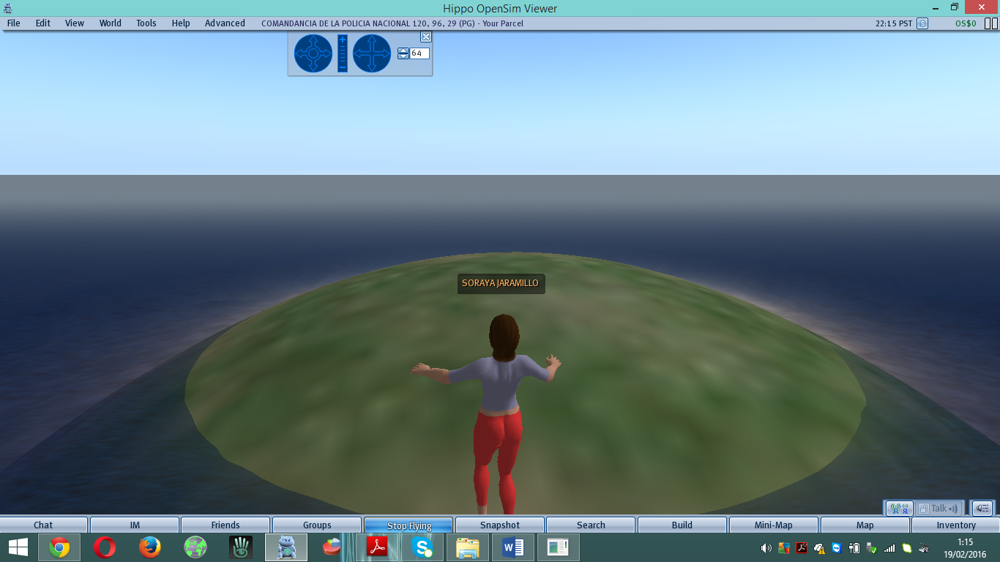 Hippo OpenSim Viewer
File Edit View World Tools Help Advanced COMANDANCIA DE LA POLICIA NACIONAL 120, 96, 29 (PG) - Your Parcel 22:15 PST OS$0
64
SORAYA JARAMILLO
Talk
Chat IM Friends Groups Stop Flying Snapshot Search Build Mini-Map Map Inventory
1:15
19/02/2016